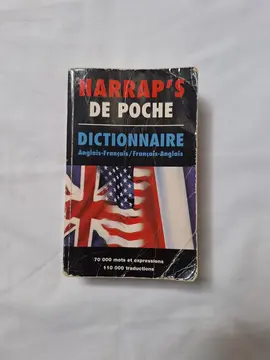 HARRAP'S
DE POCHE
DICTIONNAIRE
Anglais-Français/Français-Anglais
70 000 mots et expressions
110 000 traductions